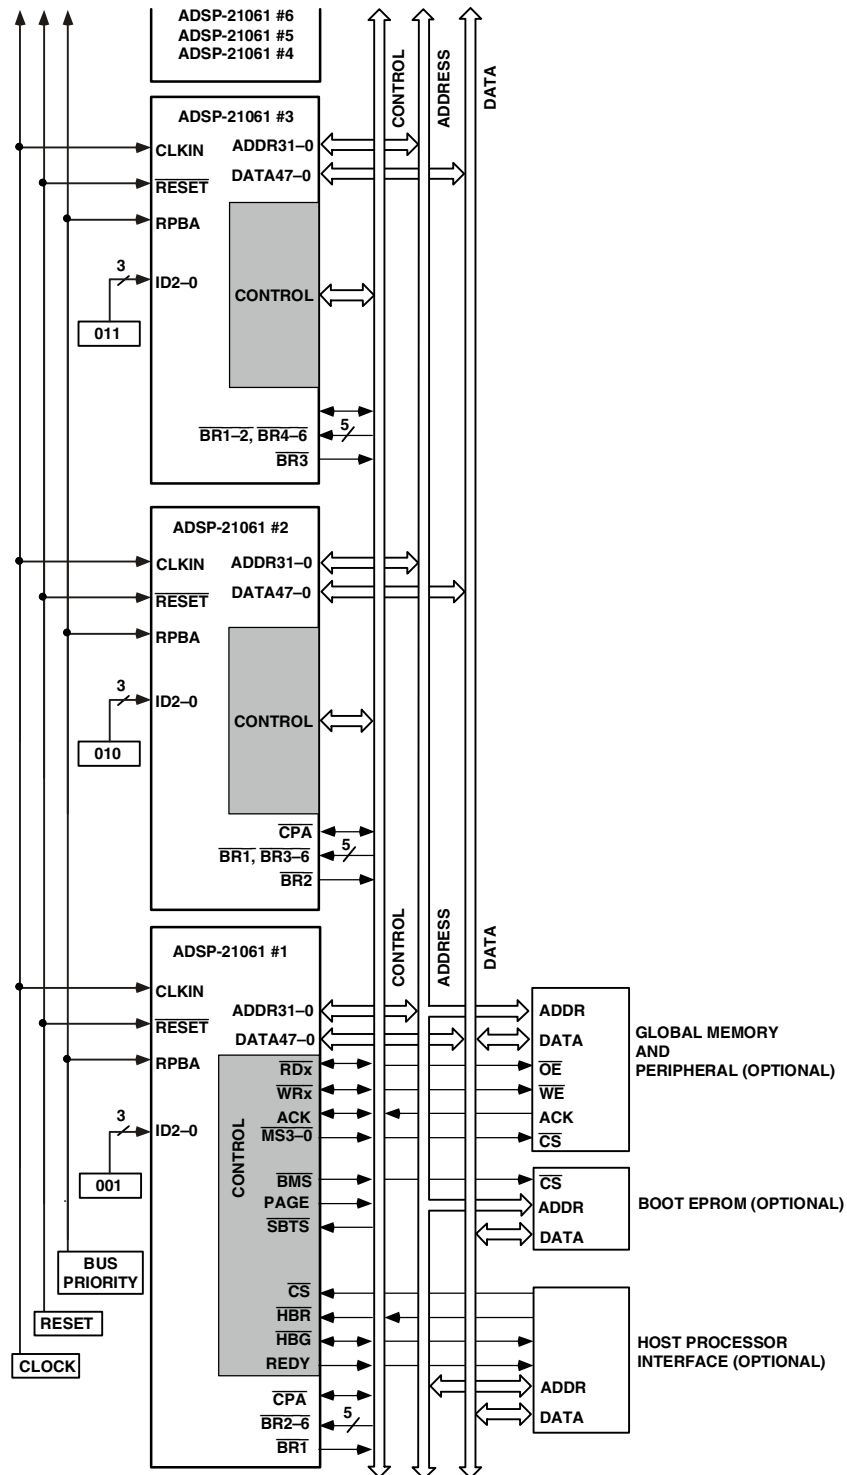 ADSP-21061 #6
ADSP-21061 #5
ADSP-21061 #4
CONTROL
ADDRESS
DATA
ADSP-21061 #3
CLKIN
ADDR31–0
RESET
DATA47–0
RPBA
3
ID2–0
CONTROL
011
BR1–2, BR4–6
5
BR3
ADSP-21061 #2
CLKIN
ADDR31–0
RESET
DATA47–0
RPBA
3
ID2–0
CONTROL
010
CPA
BR1, BR3–6
5
BR2
CONTROL
ADDRESS
DATA
ADSP-21061 #1
CLKIN
ADDR31–0
RESET
DATA47–0
RPBA
3
ID2–0
001
CONTROL
RDx
WRx
ACK
MS3–0
BMS
PAGE
SBTS
CS
HBR
HBG
REDY
CPA
BR2–6
5
BR1
ADDR
DATA
OE
WE
ACK
CS
GLOBAL MEMORY
AND
PERIPHERAL (OPTIONAL)
CS
ADDR
DATA
BOOT EPROM (OPTIONAL)
ADDR
DATA
HOST PROCESSOR
INTERFACE (OPTIONAL)
BUS
PRIORITY
RESET
CLOCK